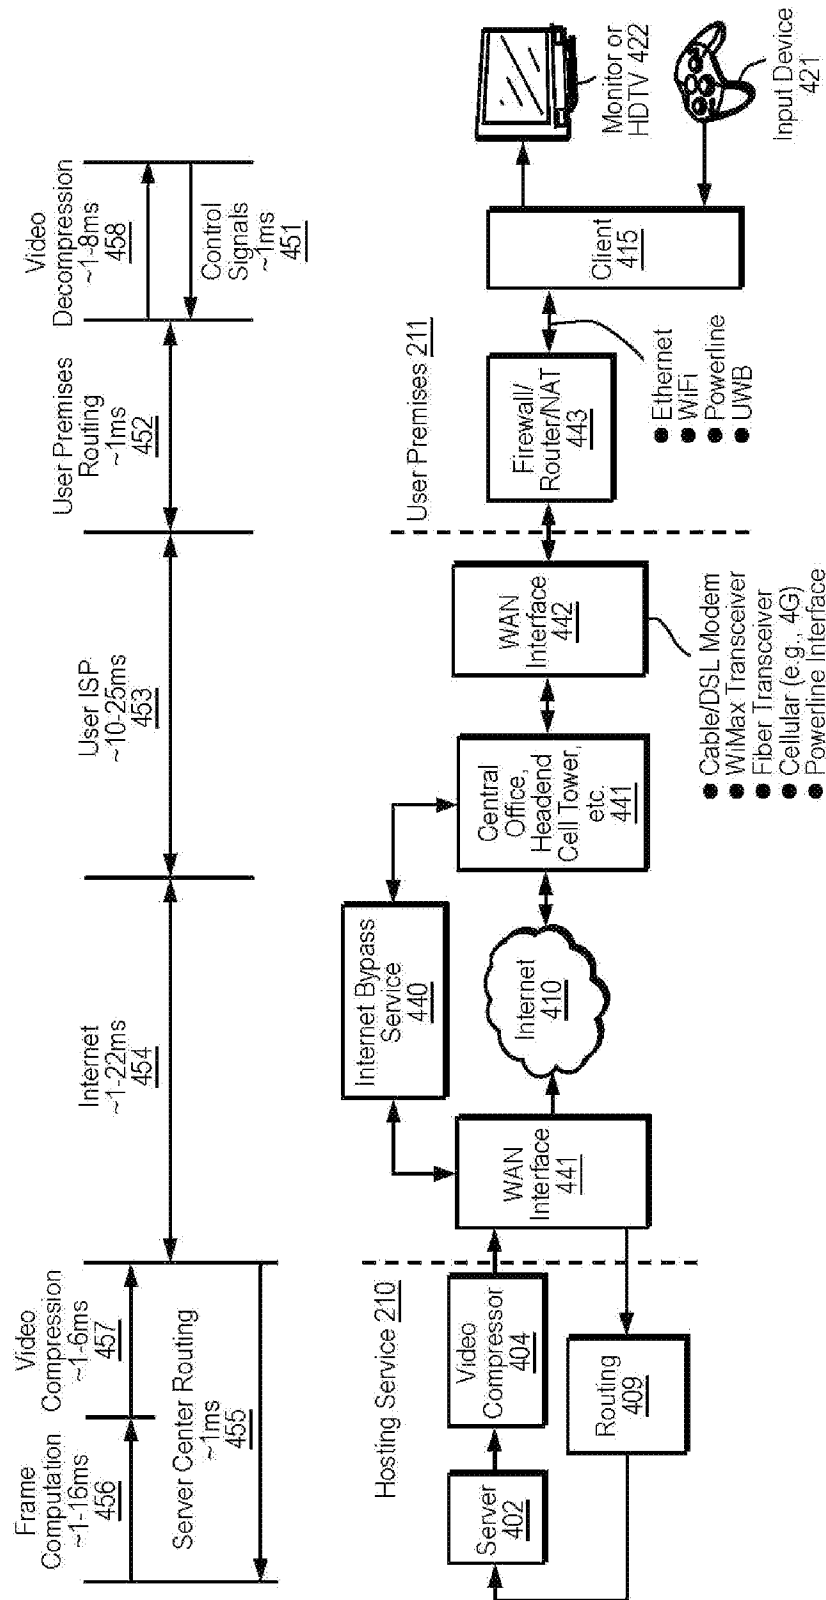 Frame
Computation
~1-16ms
456
Video
Compression
~1-6ms
457
Server Center Routing
~1ms
455
Internet
~1-22ms
454
User ISP
~10-25ms
453
User Premises
Routing
~1ms
452
Video
Decompression
~1-8ms
458
Control
Signals
~1ms
451
Hosting Service 210
Server
402
Video
Compressor
404
Routing
409
WAN
Interface
441
Internet Bypass
Service
440
Internet
410
Central
Office,
Headend
Cell Tower,
etc.
441
WAN
Interface
442
● Cable/DSL Modem
● WiMax Transceiver
● Fiber Transceiver
● Cellular (e.g., 4G)
● Powerline Interface
User Premises 211
Firewall/
Router/NAT
443
● Ethernet
● WiFi
● Powerline
● UWB
Client
415
Monitor or
HDTV 422
Input Device
421